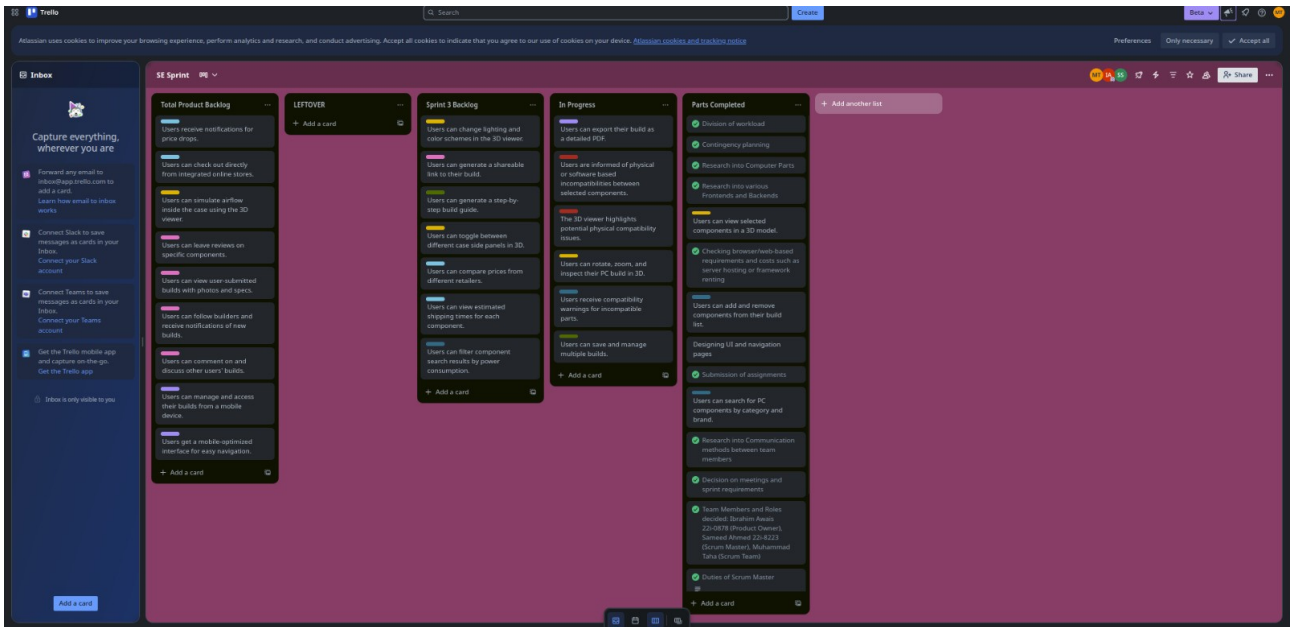 Trello
Search
Create
Beta
MT
Atlassian uses cookies to improve your browsing experience, perform analytics and research, and conduct advertising. Accept all cookies to indicate that you agree to our use of cookies on your device. Atlassian cookies and tracking notice
Preferences
Only necessary
Accept all
Inbox
Capture everything,
wherever you are
Forward any email to
inbox@app.trello.com to
add a card.
Learn how email to inbox
works
Connect Slack to save
messages as cards in your
Inbox.
Connect your Slack
account
Connect Teams to save
messages as cards in your
Inbox.
Connect your Teams
account
Get the Trello mobile app
and capture on-the-go.
Get the Trello app
Inbox is only visible to you
Add a card
SE Sprint
MT
IA
SS
Share
Total Product Backlog
Users receive notifications for
price drops.
Users can check out directly
from integrated online stores.
Users can simulate airflow
inside the case using the 3D
viewer.
Users can leave reviews on
specific components.
Users can view user-submitted
builds with photos and specs.
Users can follow builders and
receive notifications of new
builds.
Users can comment on and
discuss other users' builds.
Users can manage and access
their builds from a mobile
device.
Users get a mobile-optimized
interface for easy navigation.
+ Add a card
LEFTOVER
+ Add a card
Sprint 3 Backlog
Users can change lighting and
color schemes in the 3D viewer.
Users can generate a shareable
link to their build.
Users can generate a step-by-
step build guide.
Users can toggle between
different case side panels in 3D.
Users can compare prices from
different retailers.
Users can view estimated
shipping times for each
component.
Users can filter component
search results by power
consumption.
+ Add a card
In Progress
Users can export their build as
a detailed PDF.
Users are informed of physical
or software based
incompatibilities between
selected components.
The 3D viewer highlights
potential physical compatibility
issues.
Users can rotate, zoom, and
inspect their PC build in 3D.
Users receive compatibility
warnings for incompatible
parts.
Users can save and manage
multiple builds.
+ Add a card
Parts Completed
Division of workload
Contingency planning
Research into Computer Parts
Research into various
Frontends and Backends
Users can view selected
components in a 3D model.
Checking browser/web-based
requirements and costs such as
server hosting or framework
renting
Users can add and remove
components from their build
list.
Designing UI and navigation
pages
Submission of assignments
Users can search for PC
components by category and
brand.
Research into Communication
methods between team
members
Decision on meetings and
sprint requirements
Team Members and Roles
decided: Ibrahim Awais
22i-0878 (Product Owner),
Sameed Ahmed 22i-8223
(Scrum Master), Muhammad
Taha (Scrum Team)
Duties of Scrum Master
+ Add a card
+ Add another list